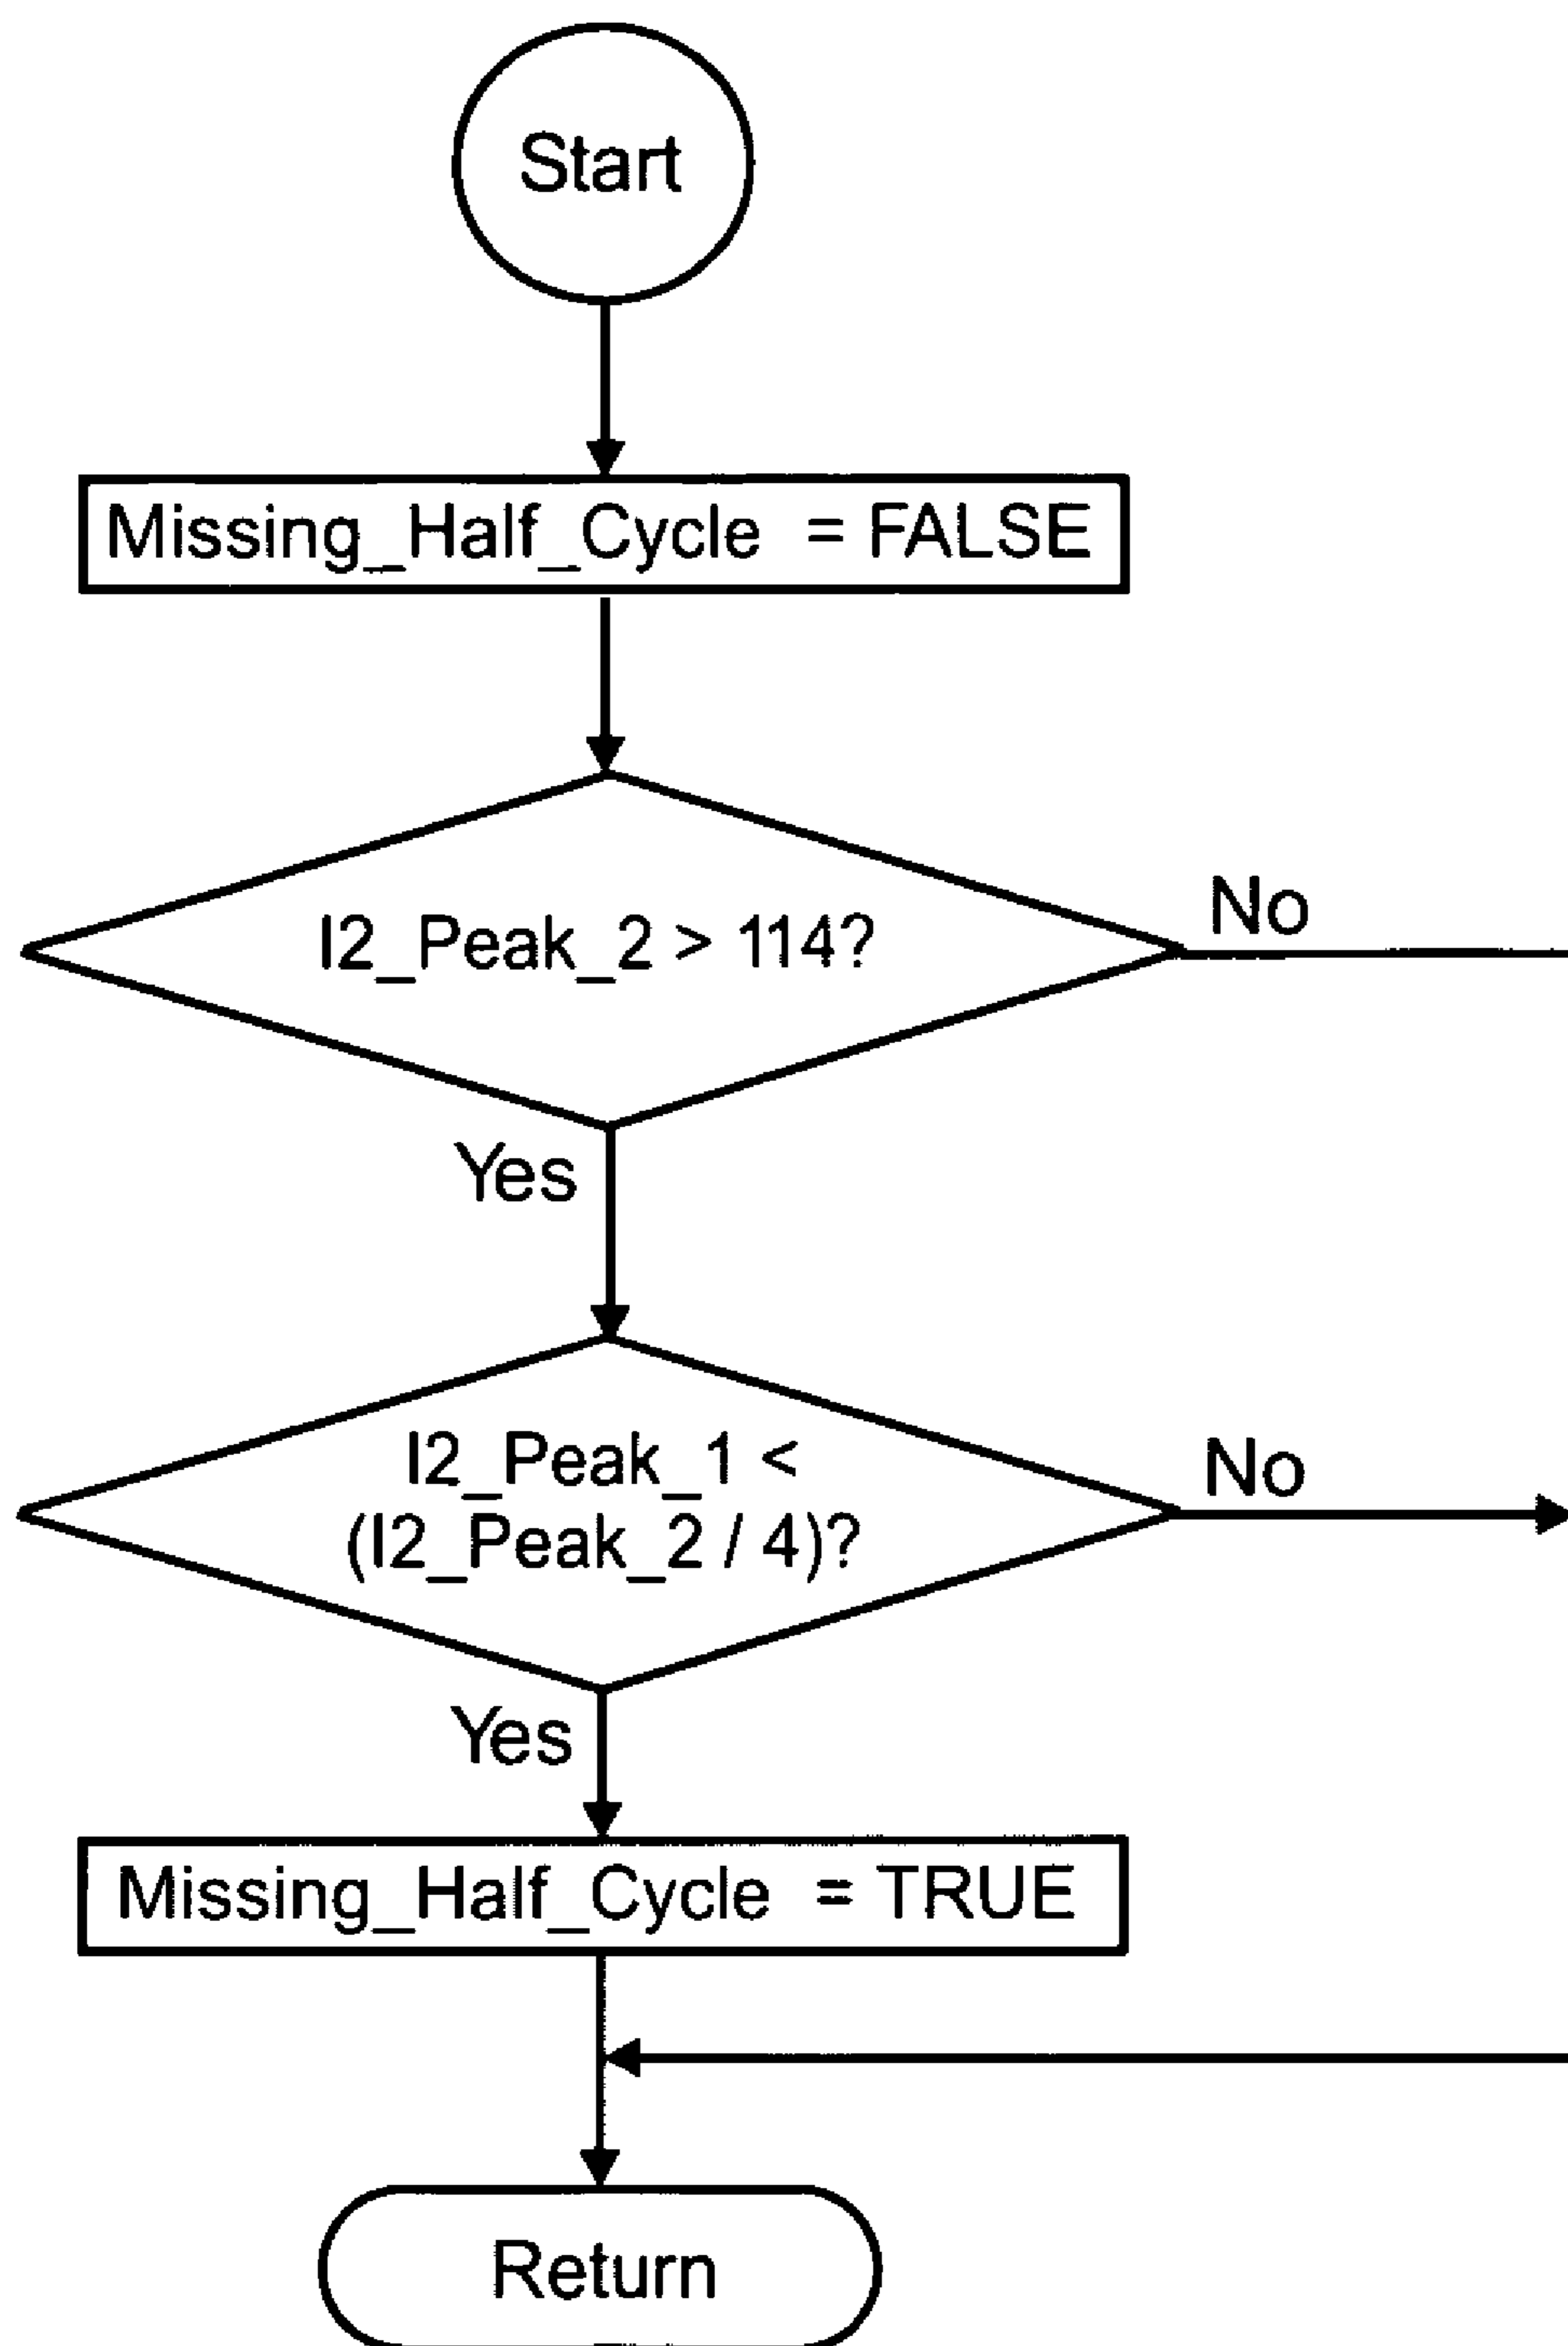 Start
Missing_Half_Cycle = FALSE
I2_Peak_2 > 114?
No
Yes
I2_Peak_1 <
(I2_Peak_2 / 4)?
No
Yes
Missing_Half_Cycle = TRUE
Return